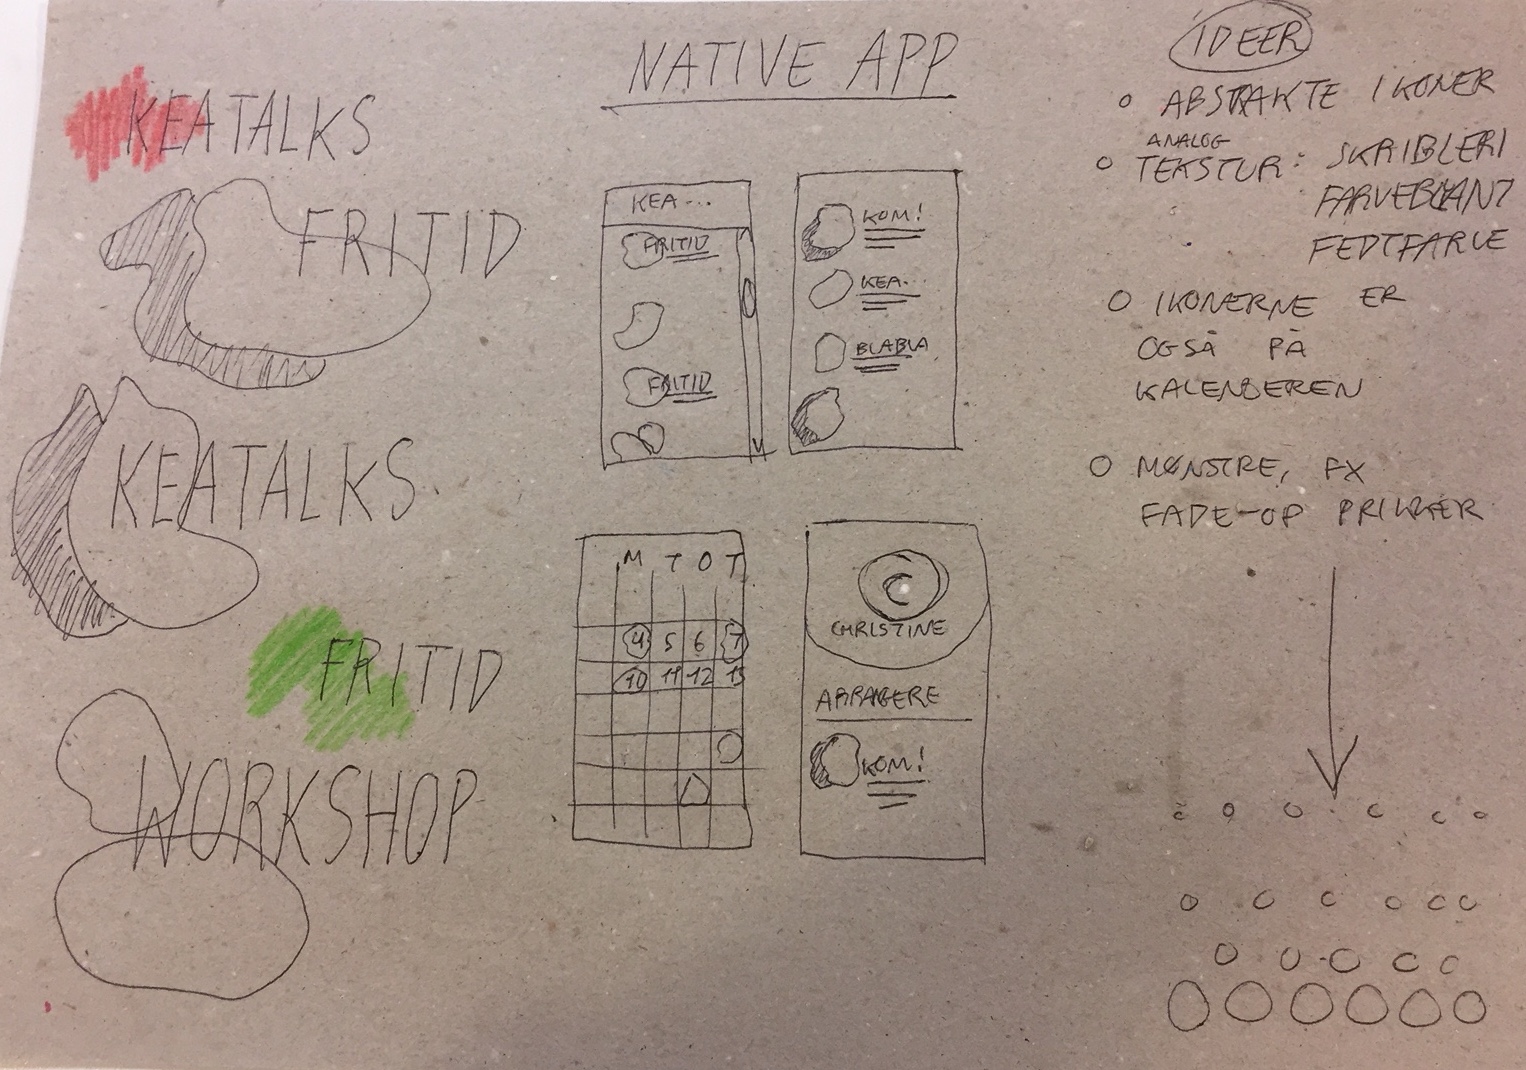 KEATALKS
FRITID
KEATALKS
FRITID
WORKSHOP
NATIVE APP
KEA...
FRITID
FRITID
KOM!
KEA...
BLABLA
M T O T
4 5 6 7
10 11 12 13
C
CHRISTINE
KOM!
IDEER
ABSTRAKTE IKONER
ANALOG
TEKSTUR: SKRIBLERI
FARVEBLYANT
FEDTFARVE
IKONERNE ER
OGSÅ PÅ
KALENDEREN
MØNSTRE, FX
FADE-OP PRIKKER